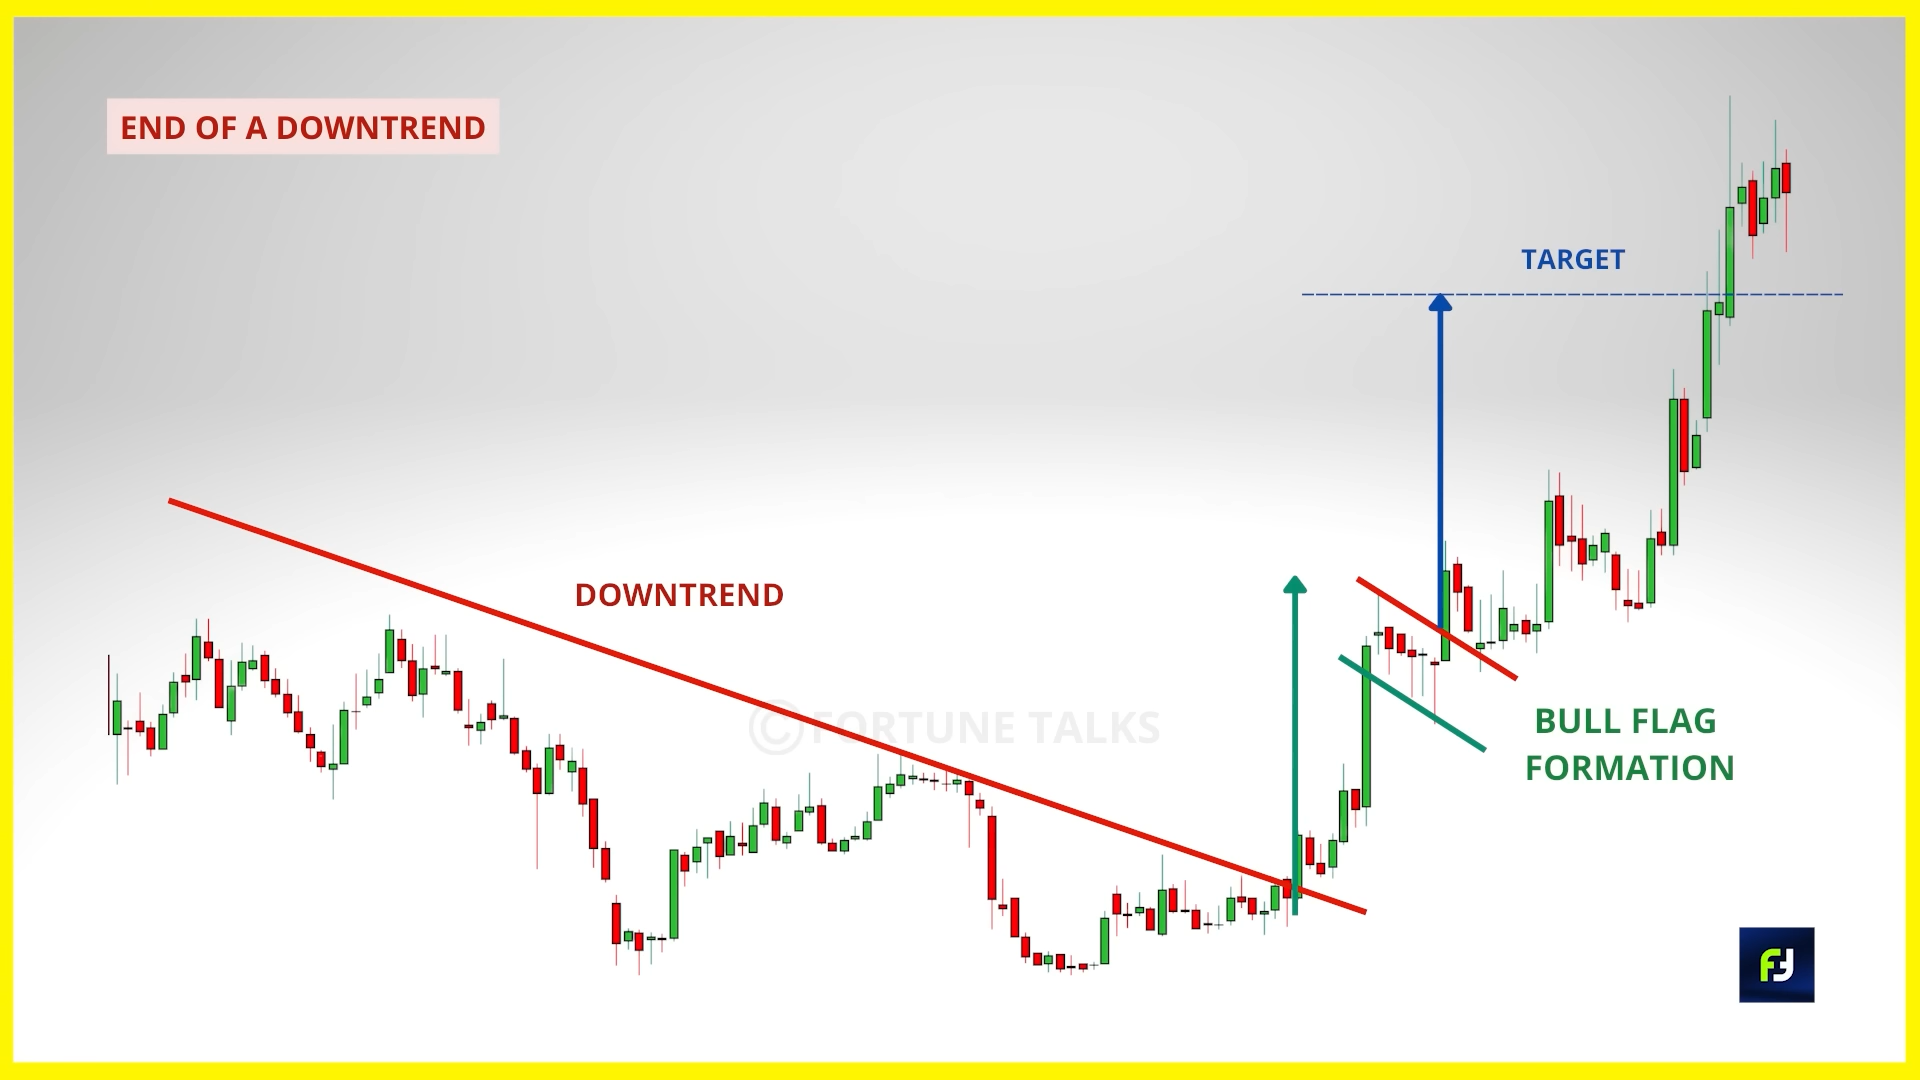 END OF A DOWNTREND
TARGET
DOWNTREND
© FORTUNE TALKS
BULL FLAG
FORMATION